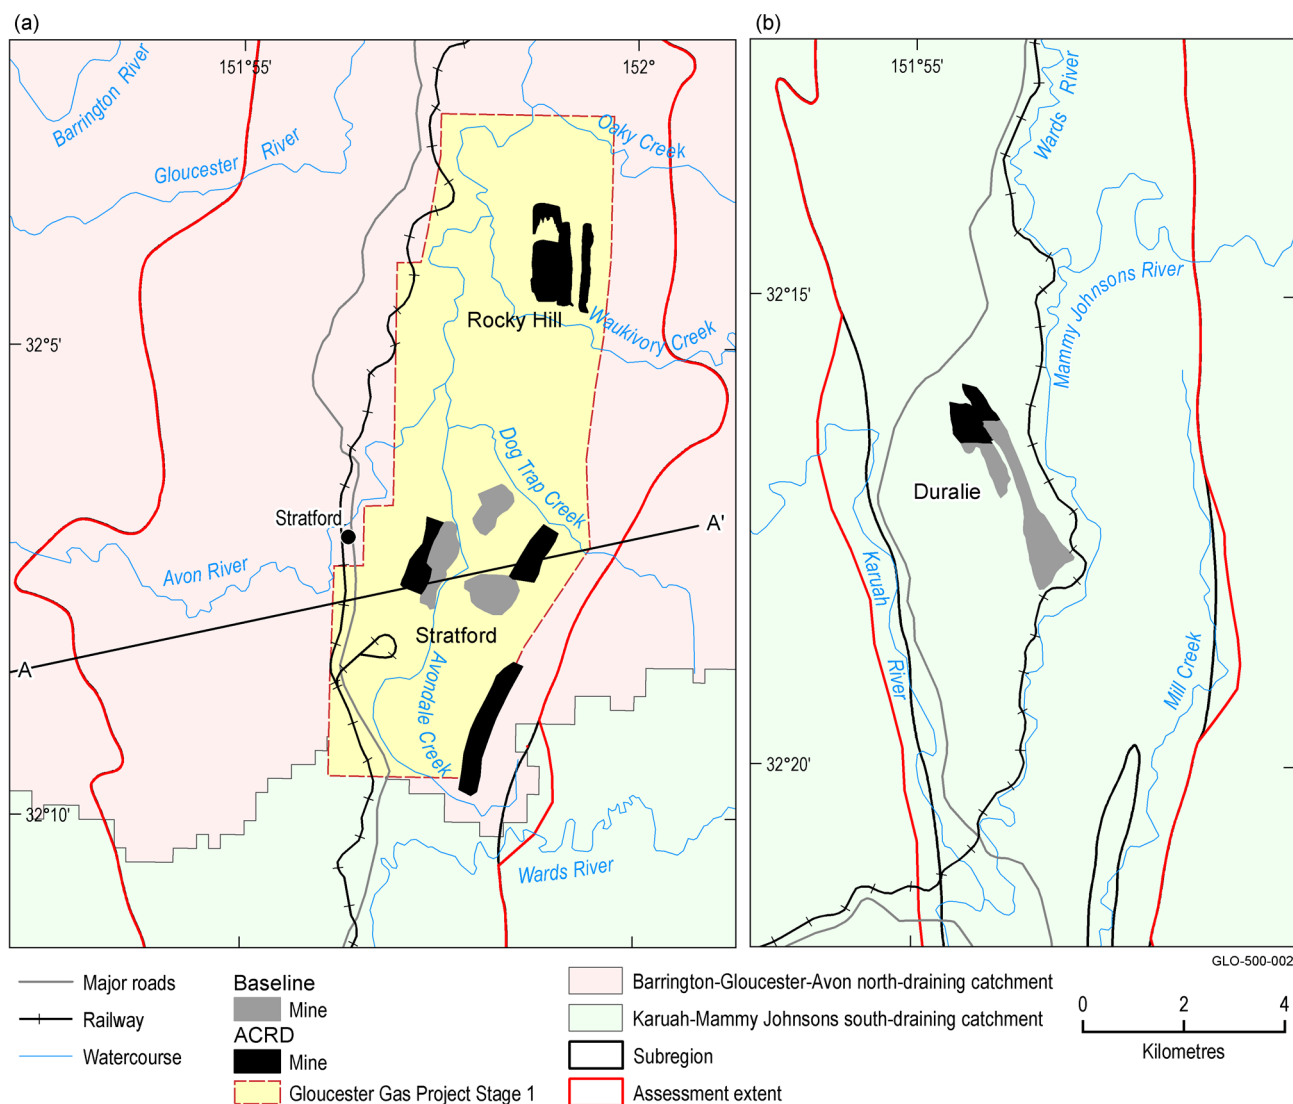 (a)
(b)
151°55'
152°
151°55'
Barrington River
Gloucester River
Oaky Creek
Wards River
Mammy Johnsons River
32°15'
Rocky Hill
Waukivory Creek
32°5'
Dog Trap Creek
Duralie
Stratford
A'
Avon River
Karuah River
Stratford
A
Avondale Creek
Mill Creek
32°20'
32°10'
Wards River
GLO-500-002
Major roads
Railway
Watercourse
Baseline
Mine
ACRD
Mine
Gloucester Gas Project Stage 1
Barrington-Gloucester-Avon north-draining catchment
Karuah-Mammy Johnsons south-draining catchment
Subregion
Assessment extent
0 2 4
Kilometres